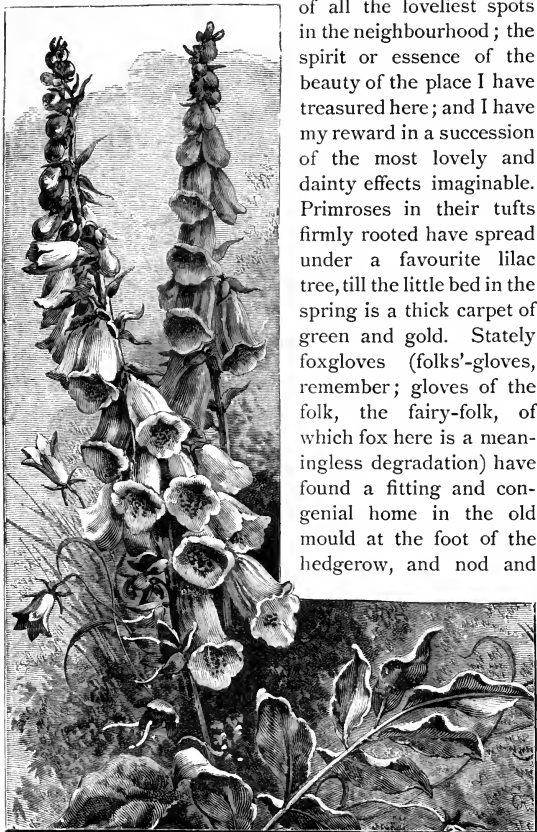 of all the loveliest spots
in the neighbourhood; the
spirit or essence of the
beauty of the place I have
treasured here; and I have
my reward in a succession
of the most lovely and
dainty effects imaginable.
Primroses in their tufts
firmly rooted have spread
under a favourite lilac
tree, till the little bed in the
spring is a thick carpet of
green and gold. Stately
foxgloves (folks'-gloves,
remember; gloves of the
folk, the fairy-folk, of
which fox here is a mean-
ingless degradation) have
found a fitting and con-
genial home in the old
mould at the foot of the
hedgerow, and nod and